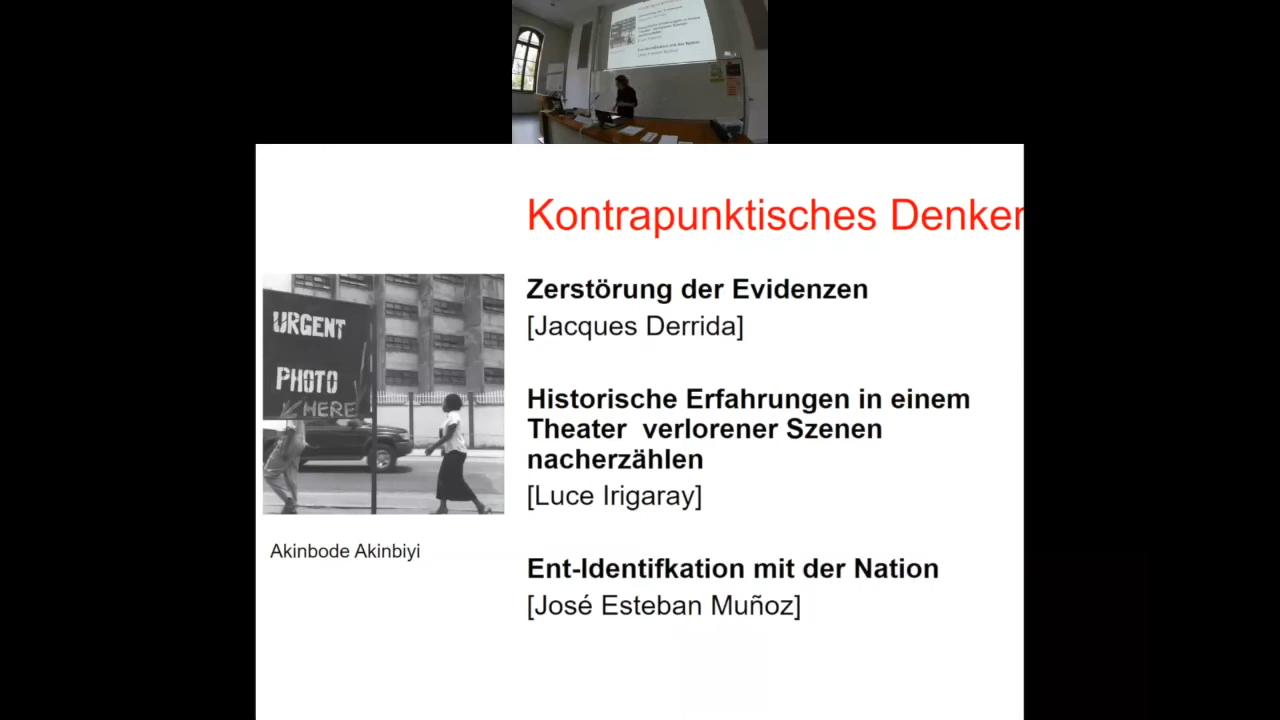 Kontrapunktisches Denken
Zerstörung der Evidenzen
[Jacques Derrida]
Historische Erfahrungen in einem
Theater verlorener Szenen
nacherzählen
[Luce Irigaray]
Ent-Identifkation mit der Nation
[José Esteban Muñoz]
URGENT
PHOTO
HERE
Akinbode Akinbiyi